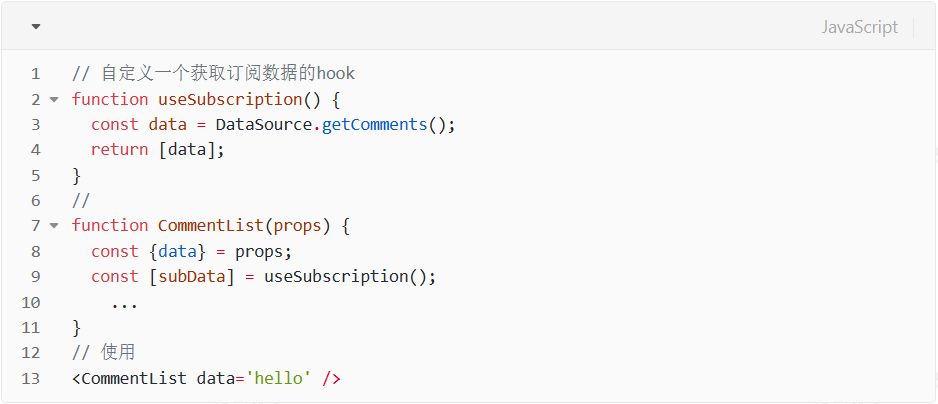 JavaScript
1 // 自定义一个获取订阅数据的hook
2 function useSubscription() {
3   const data = DataSource.getComments();
4   return [data];
5 }
6 //
7 function CommentList(props) {
8   const {data} = props;
9   const [subData] = useSubscription();
10     ...
11 }
12 // 使用
13 <CommentList data='hello' />